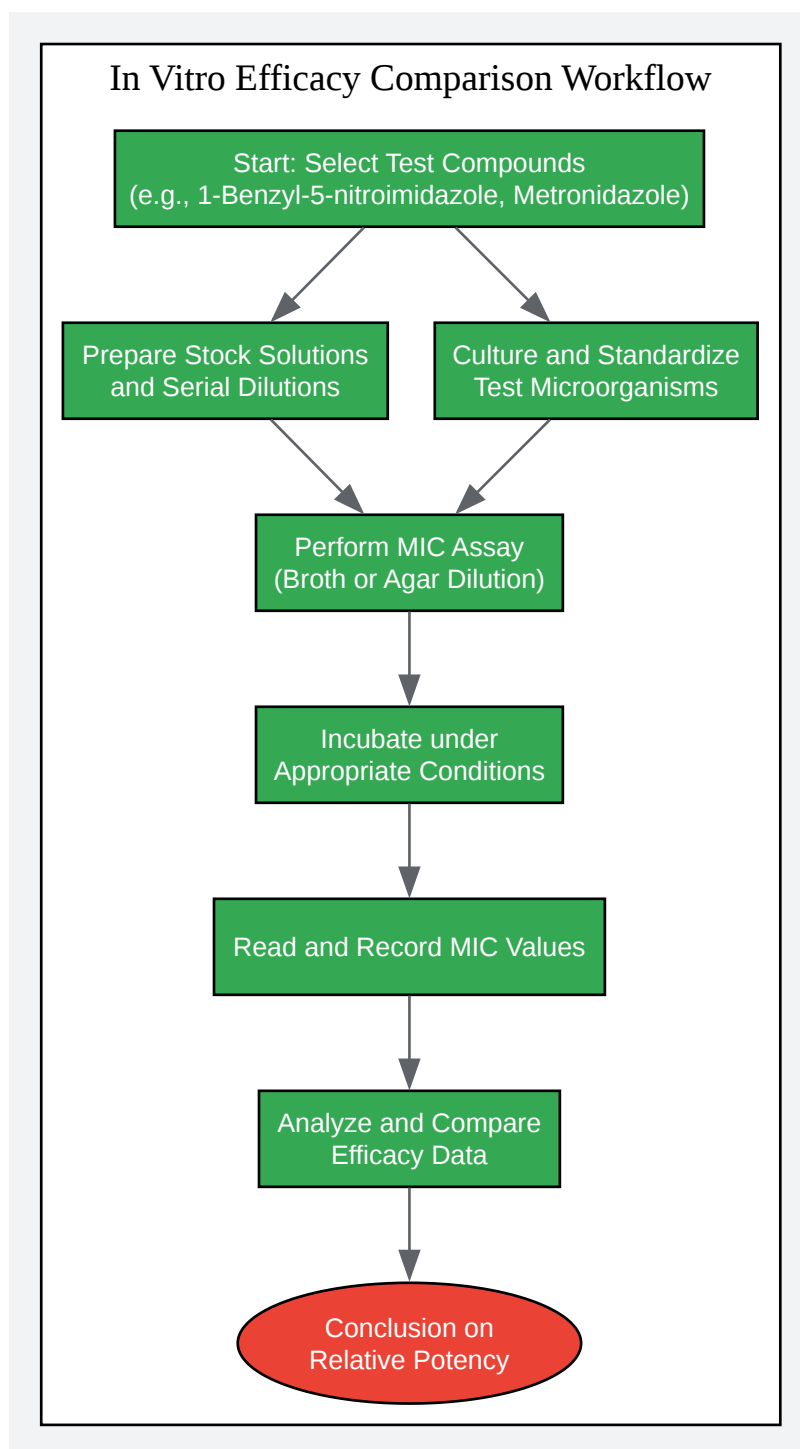 In Vitro Efficacy Comparison Workflow
Start: Select Test Compounds
(e.g., 1-Benzyl-5-nitroimidazole, Metronidazole)
Prepare Stock Solutions
and Serial Dilutions
Culture and Standardize
Test Microorganisms
Perform MIC Assay
(Broth or Agar Dilution)
Incubate under
Appropriate Conditions
Read and Record MIC Values
Analyze and Compare
Efficacy Data
Conclusion on
Relative Potency